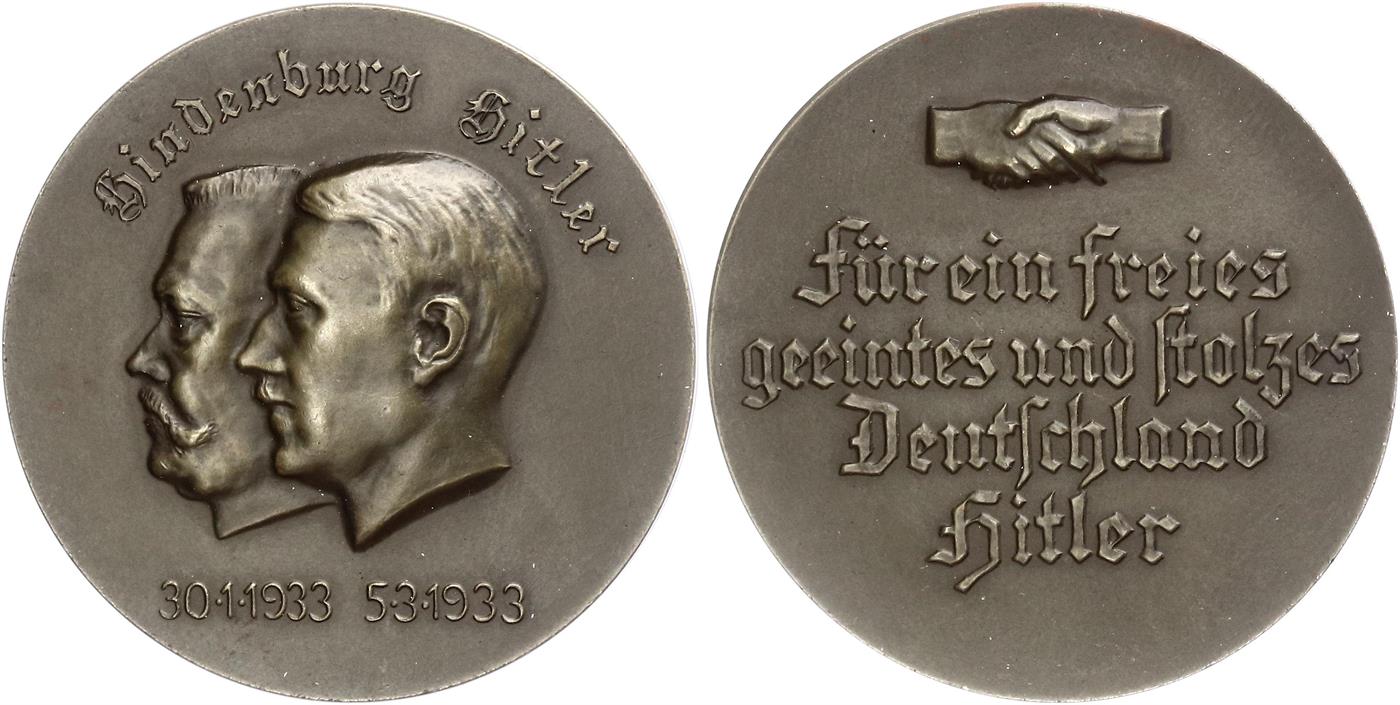 Hindenburg Hitler
30·1·1933 5·3·1933
Für ein freies
geeintes und stolzes
Deutschland
Hitler